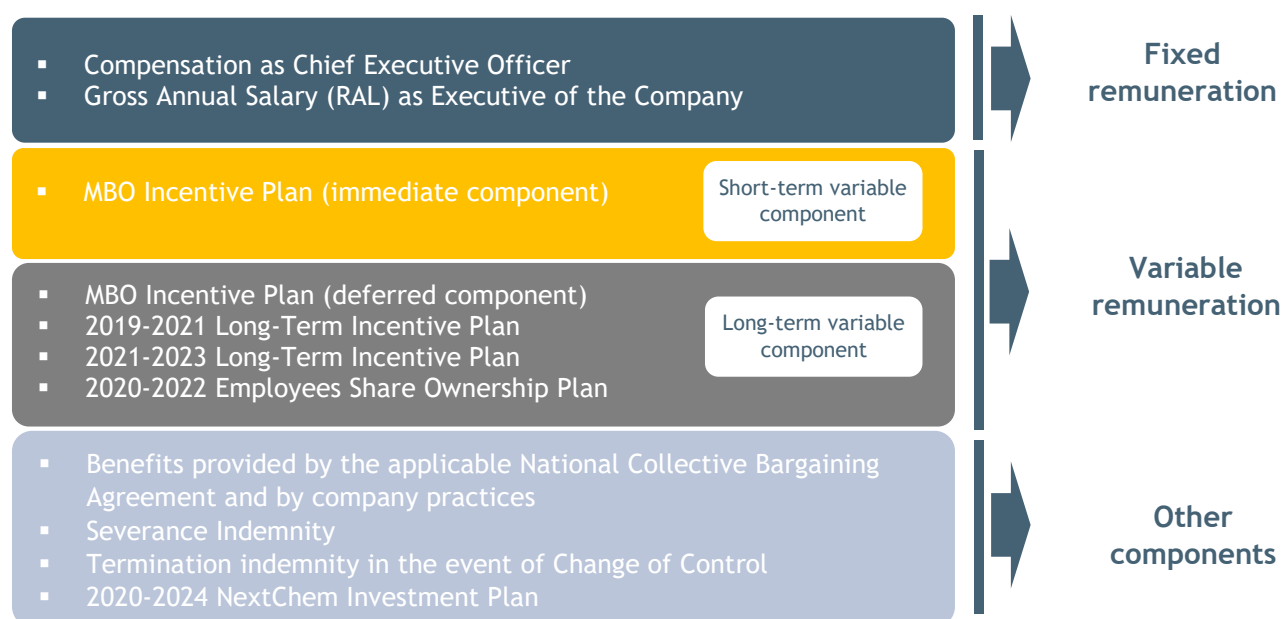 ▪ Compensation as Chief Executive Officer
▪ Gross Annual Salary (RAL) as Executive of the Company
Fixed
remuneration
▪ MBO Incentive Plan (immediate component)
Short-term variable
component
▪ MBO Incentive Plan (deferred component)
▪ 2019-2021 Long-Term Incentive Plan
▪ 2021-2023 Long-Term Incentive Plan
▪ 2020-2022 Employees Share Ownership Plan
Long-term variable
component
Variable
remuneration
▪ Benefits provided by the applicable National Collective Bargaining
Agreement and by company practices
▪ Severance Indemnity
▪ Termination indemnity in the event of Change of Control
▪ 2020-2024 NextChem Investment Plan
Other
components